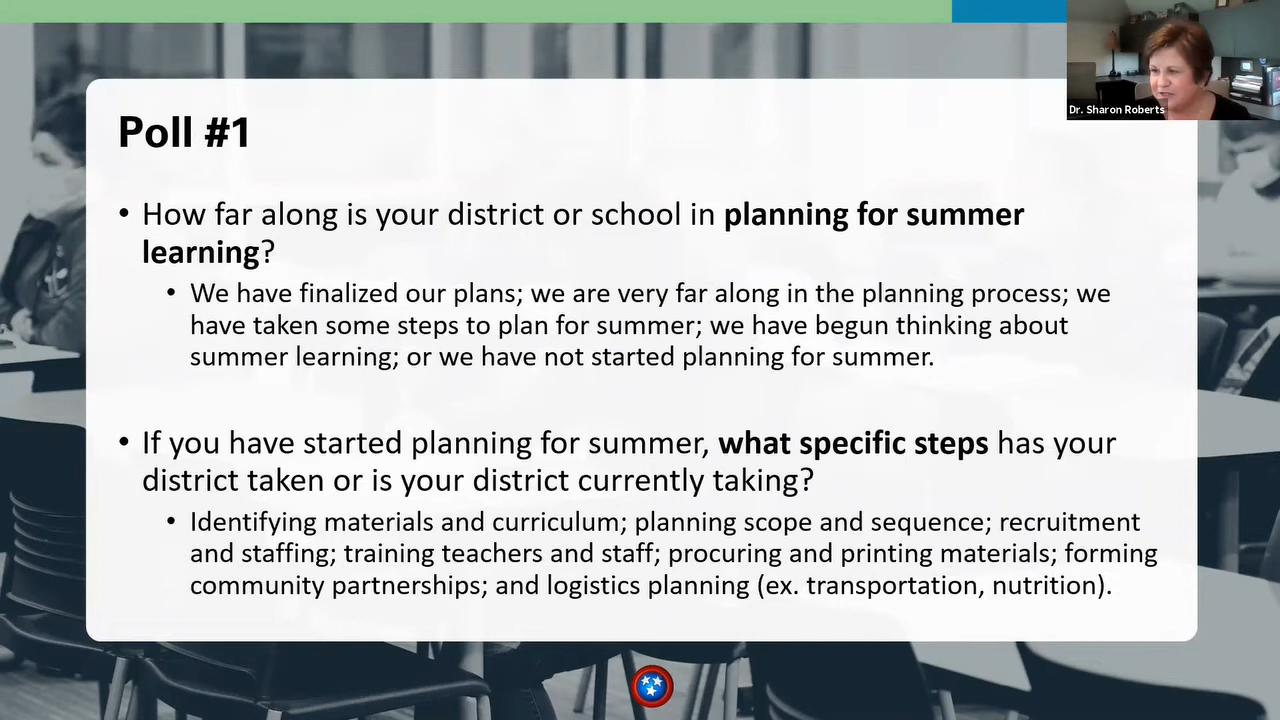 Dr. Sharon Roberts
Poll #1
• How far along is your district or school in planning for summer
learning?
• We have finalized our plans; we are very far along in the planning process; we
have taken some steps to plan for summer; we have begun thinking about
summer learning; or we have not started planning for summer.
• If you have started planning for summer, what specific steps has your
district taken or is your district currently taking?
• Identifying materials and curriculum; planning scope and sequence; recruitment
and staffing; training teachers and staff; procuring and printing materials; forming
community partnerships; and logistics planning (ex. transportation, nutrition).